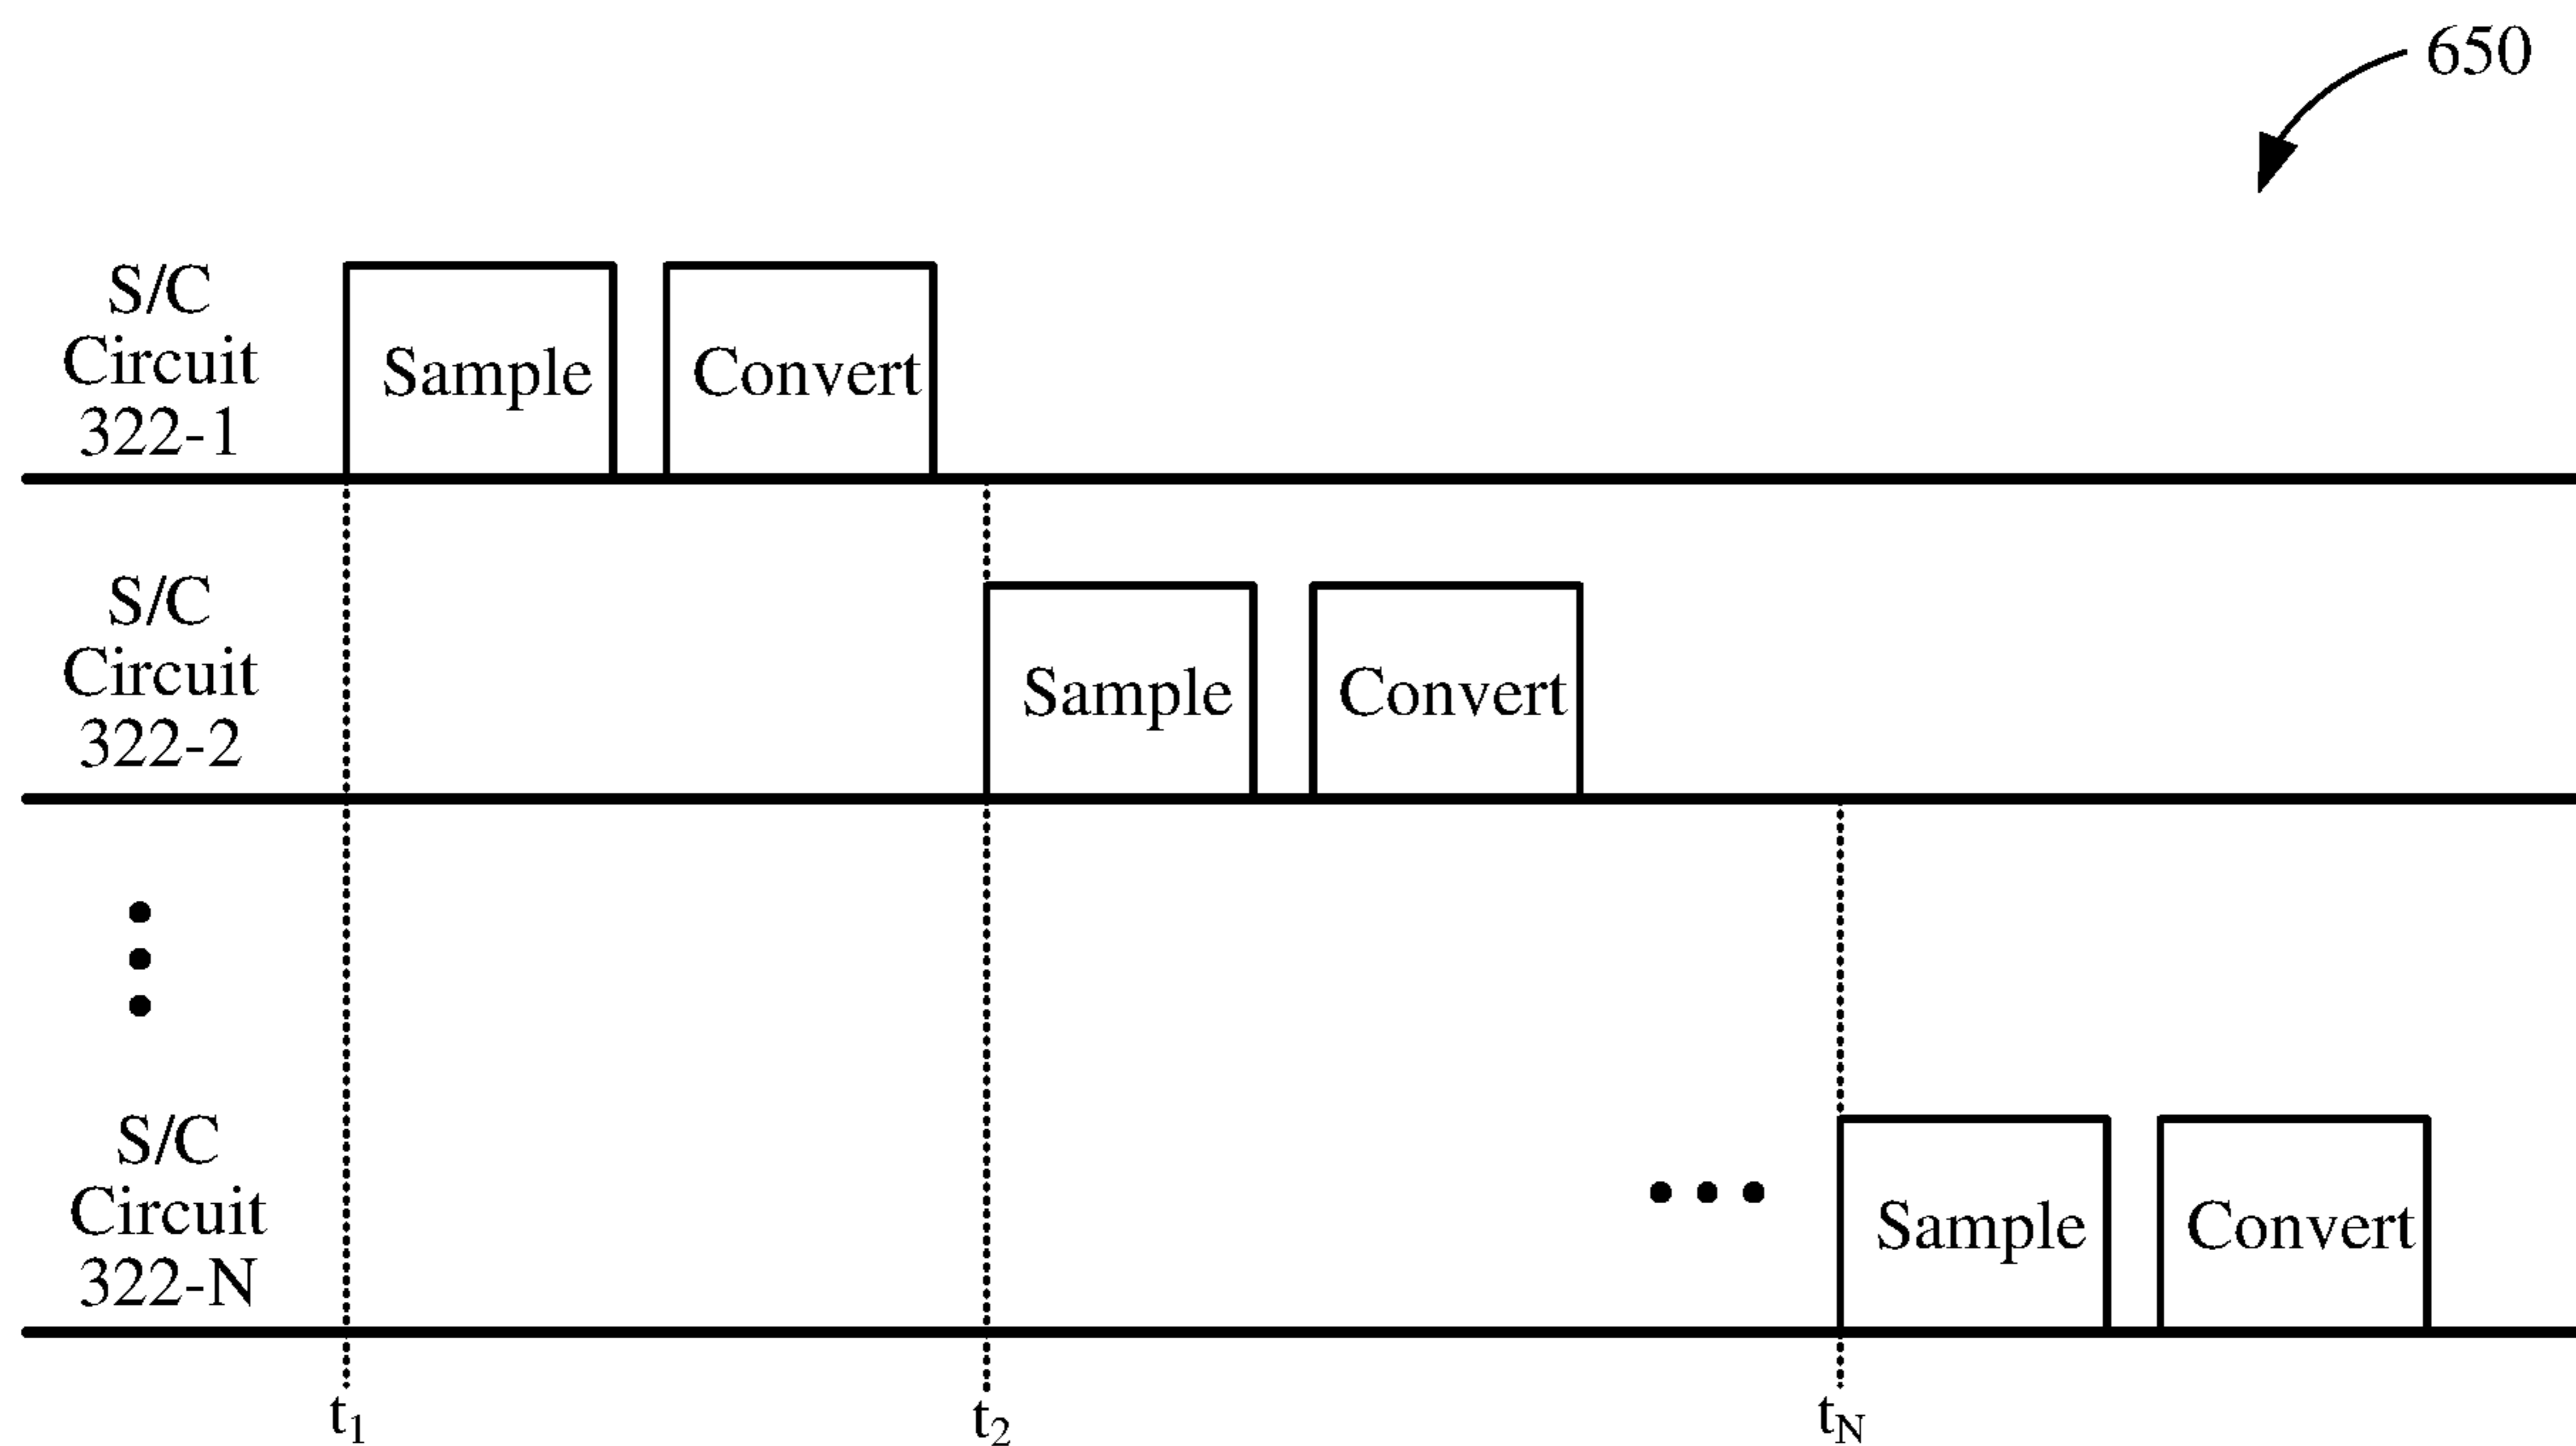 650
S/C
Circuit
322-1
Sample
Convert
S/C
Circuit
322-2
Sample
Convert
S/C
Circuit
322-N
Sample
Convert
t1
t2
tN